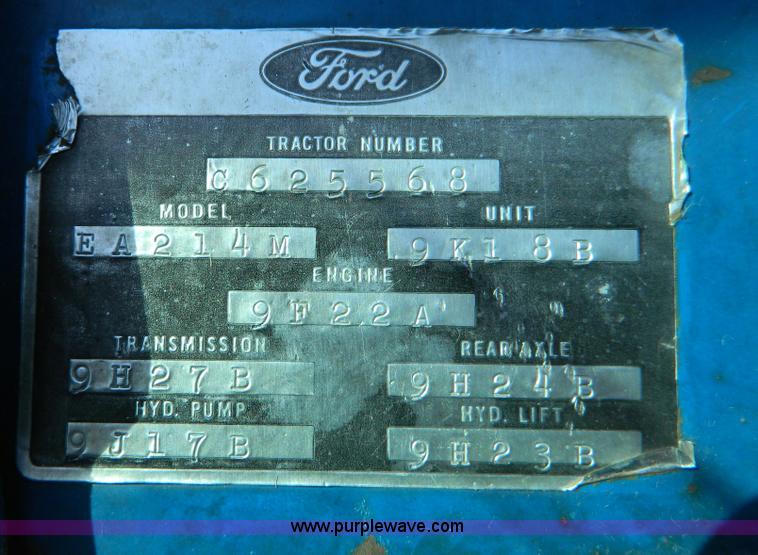 Ford
TRACTOR NUMBER
C625568
MODEL UNIT
EA214M 9K18B
ENGINE
9F22A
TRANSMISSION REAR AXLE
9H27B 9H24B
HYD. PUMP HYD. LIFT
9J17B 9H23B
www.purplewave.com